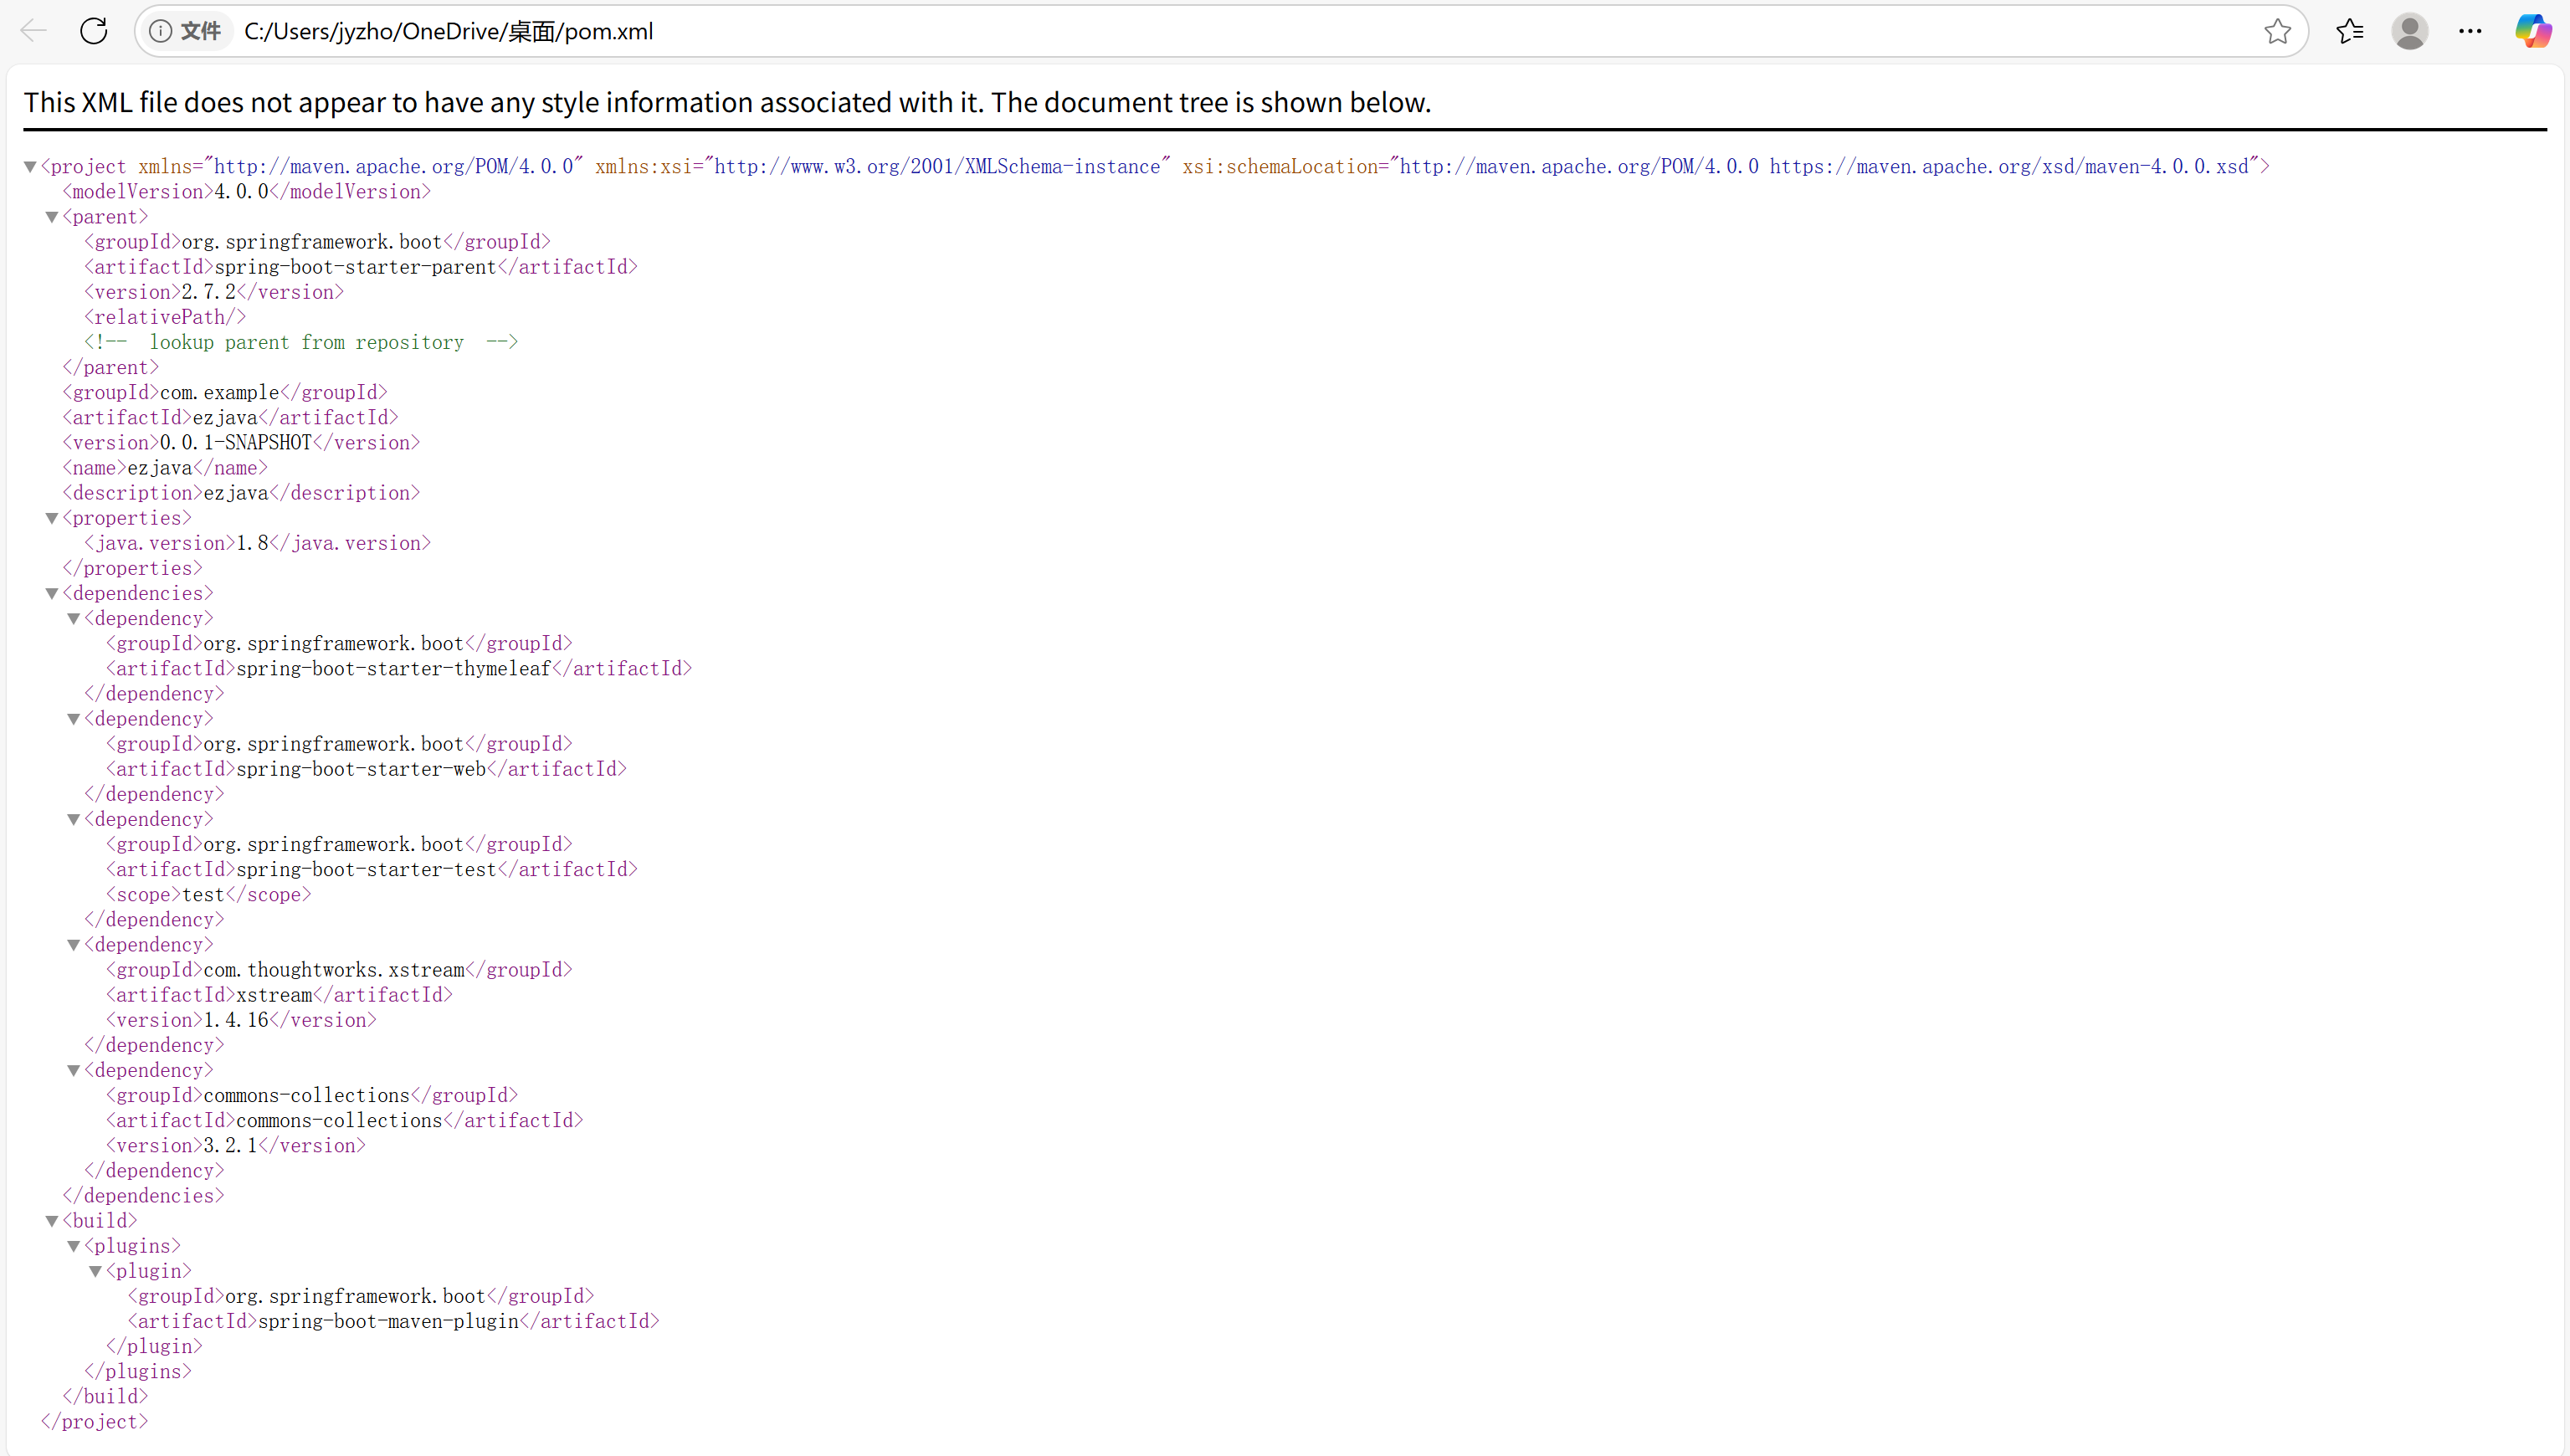 文件 C:/Users/jyzho/OneDrive/桌面/pom.xml
This XML file does not appear to have any style information associated with it. The document tree is shown below.
<project xmlns="http://maven.apache.org/POM/4.0.0" xmlns:xsi="http://www.w3.org/2001/XMLSchema-instance" xsi:schemaLocation="http://maven.apache.org/POM/4.0.0 https://maven.apache.org/xsd/maven-4.0.0.xsd">
<modelVersion>4.0.0</modelVersion>
<parent>
<groupId>org.springframework.boot</groupId>
<artifactId>spring-boot-starter-parent</artifactId>
<version>2.7.2</version>
<relativePath/>
<!-- lookup parent from repository -->
</parent>
<groupId>com.example</groupId>
<artifactId>ezjava</artifactId>
<version>0.0.1-SNAPSHOT</version>
<name>ezjava</name>
<description>ezjava</description>
<properties>
<java.version>1.8</java.version>
</properties>
<dependencies>
<dependency>
<groupId>org.springframework.boot</groupId>
<artifactId>spring-boot-starter-thymeleaf</artifactId>
</dependency>
<dependency>
<groupId>org.springframework.boot</groupId>
<artifactId>spring-boot-starter-web</artifactId>
</dependency>
<dependency>
<groupId>org.springframework.boot</groupId>
<artifactId>spring-boot-starter-test</artifactId>
<scope>test</scope>
</dependency>
<dependency>
<groupId>com.thoughtworks.xstream</groupId>
<artifactId>xstream</artifactId>
<version>1.4.16</version>
</dependency>
<dependency>
<groupId>commons-collections</groupId>
<artifactId>commons-collections</artifactId>
<version>3.2.1</version>
</dependency>
</dependencies>
<build>
<plugins>
<plugin>
<groupId>org.springframework.boot</groupId>
<artifactId>spring-boot-maven-plugin</artifactId>
</plugin>
</plugins>
</build>
</project>